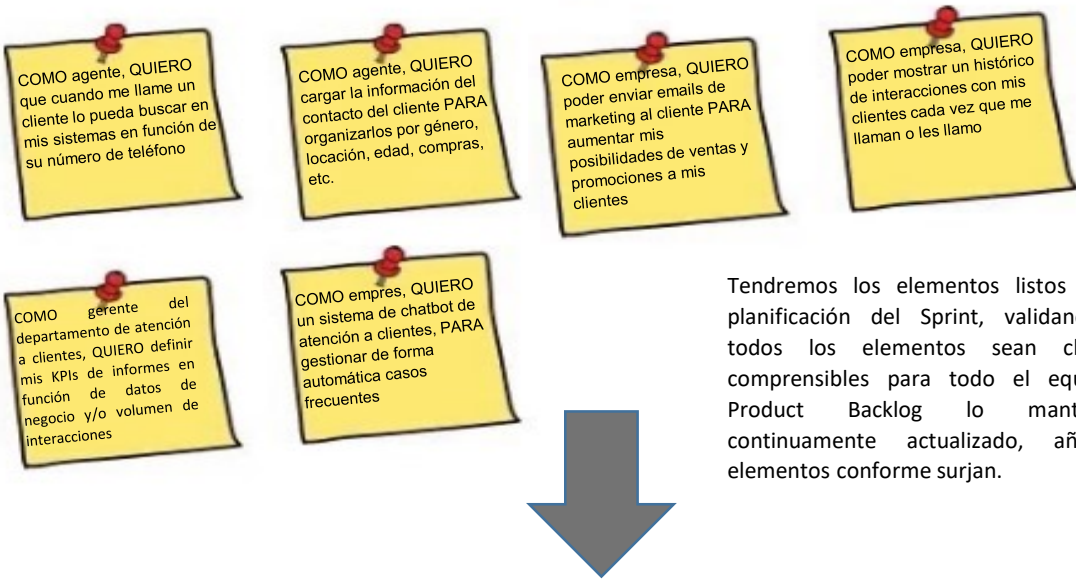 COMO agente, QUIERO
que cuando me llame un
cliente lo pueda buscar en
mis sistemas en función de
su número de teléfono
COMO agente, QUIERO
cargar la información del
contacto del cliente PARA
organizarlos por género,
locación, edad, compras,
etc.
COMO empresa, QUIERO
poder enviar emails de
marketing al cliente PARA
aumentar mis
posibilidades de ventas y
promociones a mis
clientes
COMO empresa, QUIERO
poder mostrar un histórico
de interacciones con mis
clientes cada vez que me
llaman o les llamo
COMO gerente del
departamento de atención
a clientes, QUIERO definir
mis KPIs de informes en
función de datos de
negocio y/o volumen de
interacciones
COMO empres, QUIERO
un sistema de chatbot de
atención a clientes, PARA
gestionar de forma
automática casos
frecuentes
Tendremos los elementos listos
planificación del Sprint,
todos los elementos sean
comprensibles para todo el
Product Backlog lo
continuamente actualizado,
elementos conforme surjan.